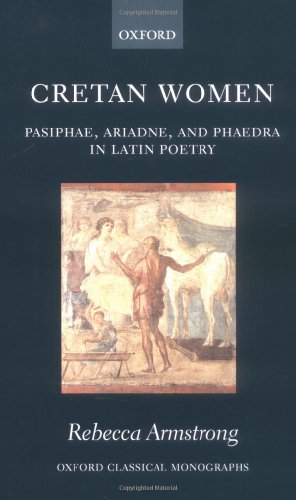 OXFORD
CRETAN WOMEN
PASIPHAE, ARIADNE, AND PHAEDRA
IN LATIN POETRY
Rebecca Armstrong
OXFORD CLASSICAL MONOGRAPHS